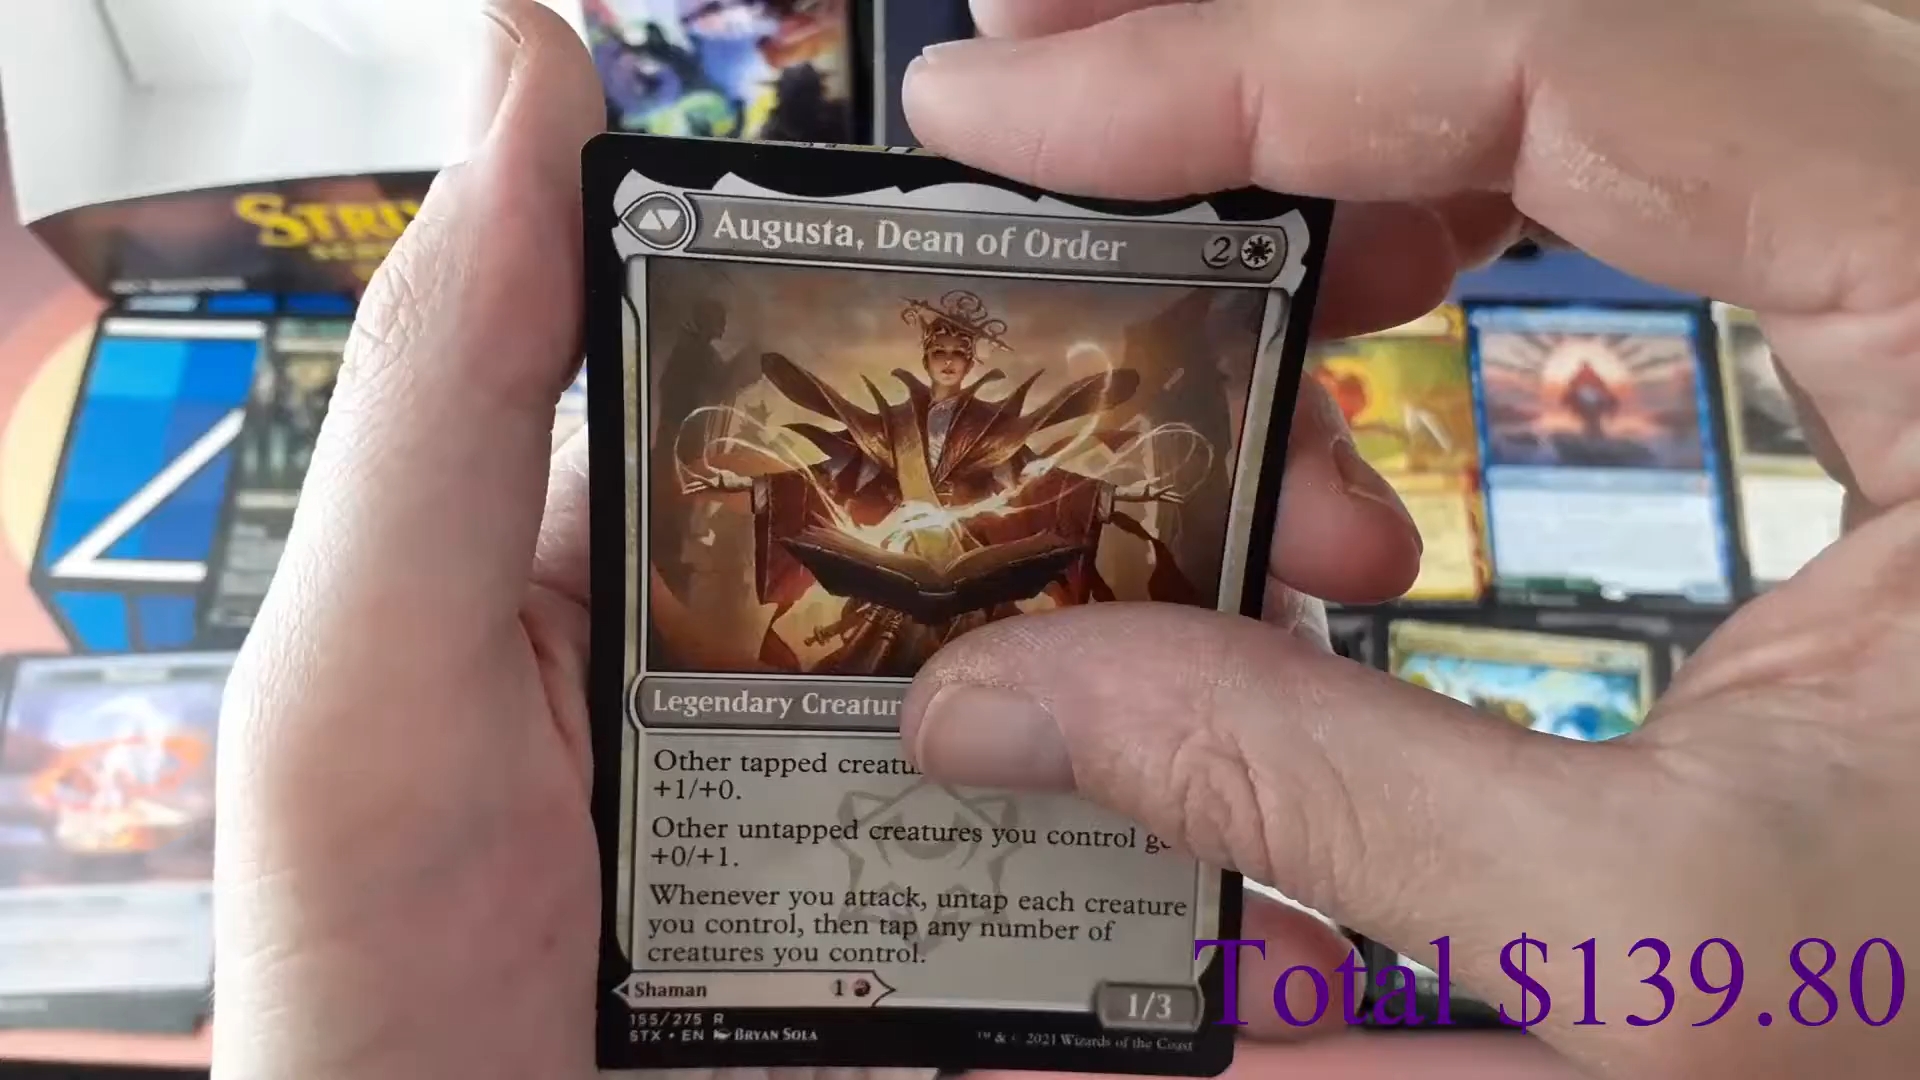 Augusta, Dean of Order 2
Legendary
Other tapped
+1/+0.
Other untapped creatures you control
+0/+1.
Whenever you attack, untap each creature
you control, then tap any number of
creatures you control.
Shaman 1
1/3
155/275 R
STX • EN BRYAN SOLA
™ & © 2021 Wizards of the Coast
Total $139.80